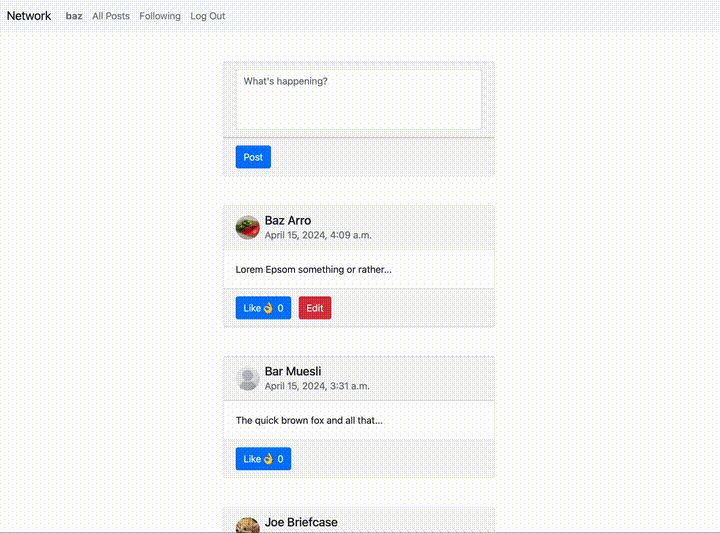 Network baz All Posts Following Log Out
What's happening?
Post
Baz Arro
April 15, 2024, 4:09 a.m.
Lorem Epsom something or rather...
Like👌 0 Edit
Bar Muesli
April 15, 2024, 3:31 a.m.
The quick brown fox and all that...
Like👌 0
Joe Briefcase